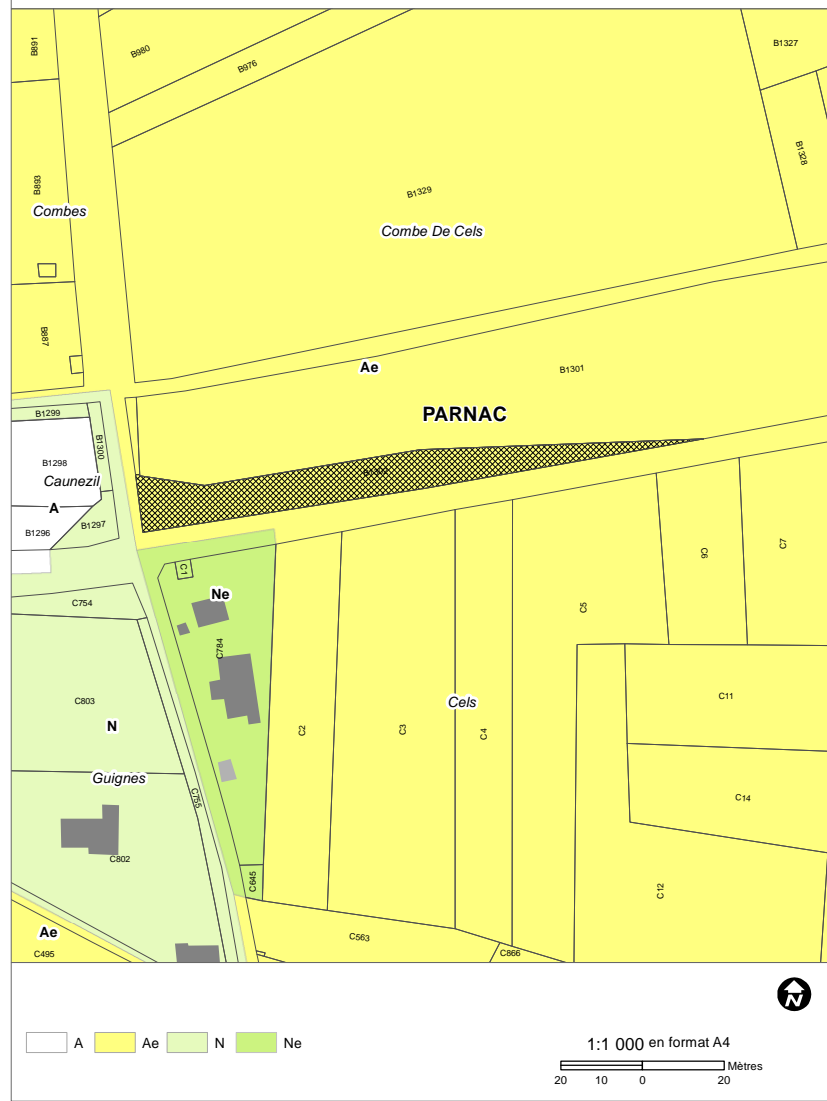 B891
B980
B976
B1327
B1328
B893
B1329
Combes
Combe De Cels
B887
Ae
B1301
PARNAC
B1299
B1300
B1298
Caunezil
A
B1296
B1297
C1
Ne
C754
C784
C6
C7
C5
C803
N
C2
C3
Cels
C4
C11
Guignes
C755
C14
C802
C645
C12
Ae
C495
C563
C866
N
A
Ae
N
Ne
1:1 000 en format A4
Mètres
20 10 0 20